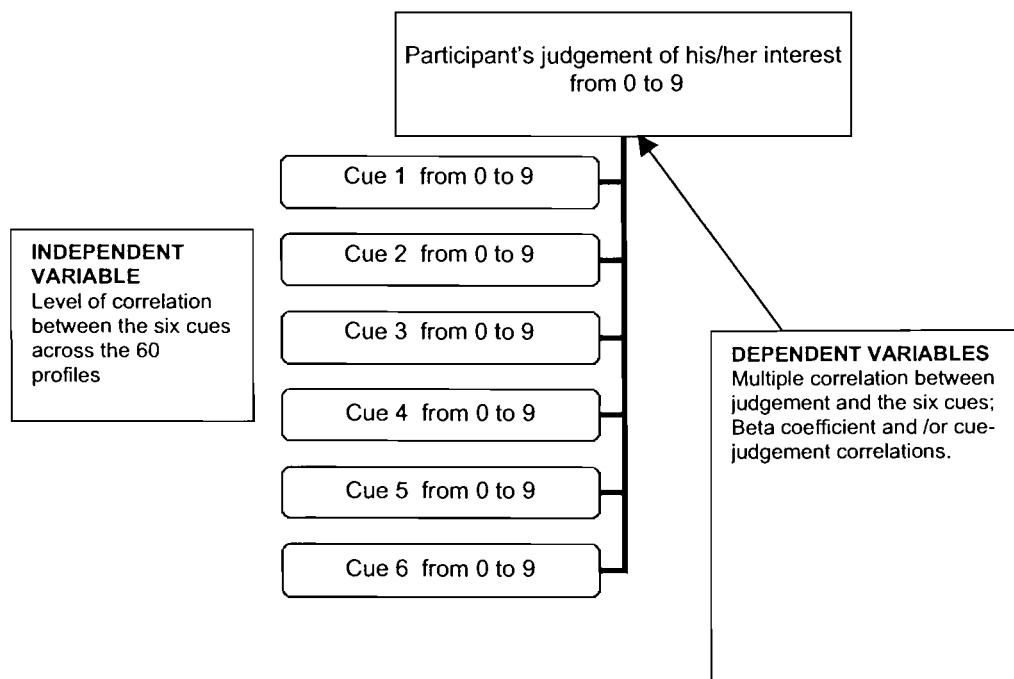 Participant's judgement of his/her interest
from 0 to 9
Cue 1 from 0 to 9
Cue 2 from 0 to 9
Cue 3 from 0 to 9
Cue 4 from 0 to 9
Cue 5 from 0 to 9
Cue 6 from 0 to 9
INDEPENDENT
VARIABLE
Level of correlation
between the six cues
across the 60
profiles
DEPENDENT VARIABLES
Multiple correlation between
judgement and the six cues;
Beta coefficient and /or cue-
judgement correlations.